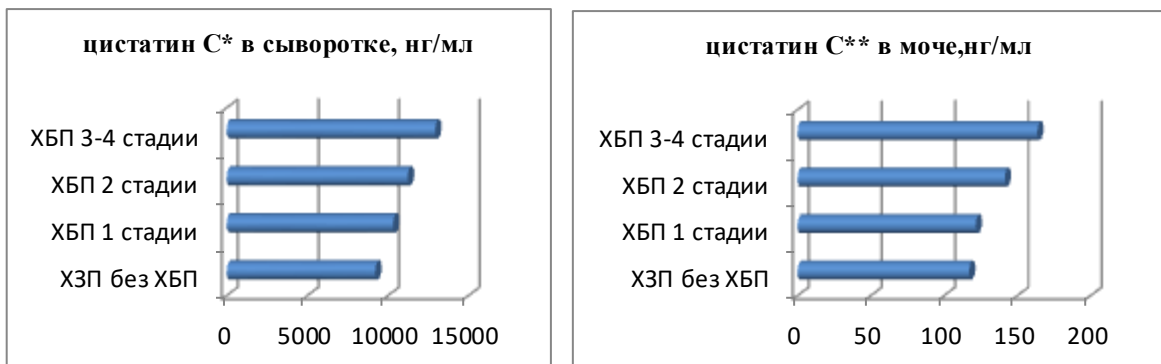 цистатин С* в сыворотке, нг/мл
ХБП 3-4 стадии
ХБП 2 стадии
ХБП 1 стадии
ХЗП без ХБП
0 5000 10000 15000
цистатин С** в моче,нг/мл
ХБП 3-4 стадии
ХБП 2 стадии
ХБП 1 стадии
ХЗП без ХБП
0 50 100 150 200